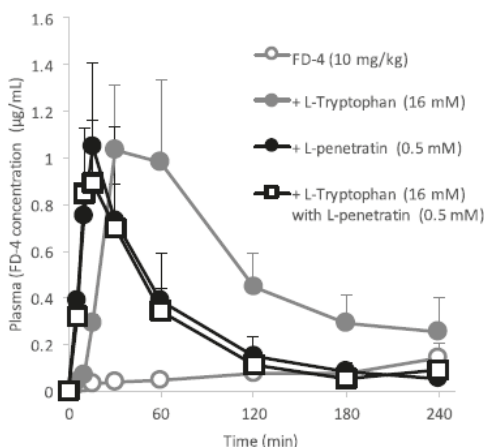 1.6
1.4
1.2
1
0.8
0.6
0.4
0.2
0
Plasma (FD-4 concentration (μg/mL)
FD-4 (10 mg/kg)
+ L-Tryptophan (16 mM)
+ L-penetratin (0.5 mM)
+ L-Tryptophan (16 mM)
with L-penetratin (0.5 mM)
0 60 120 180 240
Time (min)